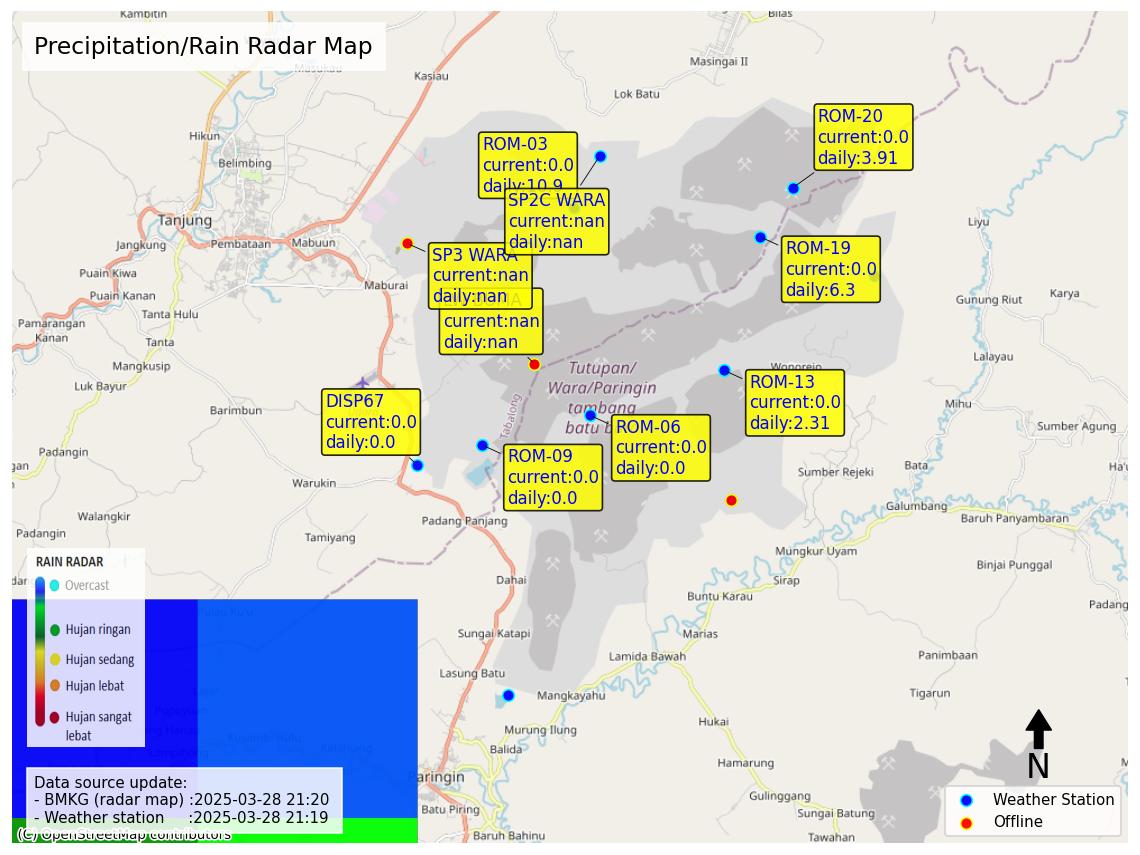 Precipitation/Rain Radar Map
Kambitin
Bilas
Masukau
Kasiau
Masingai II
Lok Batu
Hikun
Belimbing
ROM-03
current:0.0
daily:10.9
ROM-20
current:0.0
daily:3.91
SP2C WARA
current:nan
daily:nan
Tanjung
Jangkung
Pembataan
Mabuun
Liyu
SP3 WARA
current:nan
daily:nan
ROM-19
current:0.0
daily:6.3
Puain Kiwa
Maburai
Puain Kanan
Tanta Hulu
Gunung Riut
Karya
current:nan
daily:nan
Pamarangan
Kanan
Tanta
Mangkusip
Luk Bayur
Lalayau
Wonorejo
Tutupan/
Wara/Paringin
tambang
batu b
Tabalong
ROM-13
current:0.0
daily:2.31
DISP67
current:0.0
daily:0.0
Barimbun
Mihu
ROM-06
current:0.0
daily:0.0
Sumber Agung
Padangin
ROM-09
current:0.0
daily:0.0
gan
Bata
Sumber Rejeki
Warukin
Galumbang
Walangkir
Padang Panjang
Baruh Panyambaran
Padangin
Tamiyang
Mungkur Uyam
Binjai Punggal
Dahai
Sirap
Buntu Karau
Padang
RAIN RADAR
Overcast
Hujan ringan
Hujan sedang
Hujan lebat
Hujan sangat
lebat
Sungai Katapi
Marias
Lamida Bawah
Panimbaan
Lasung Batu
Mangkayahu
Tigarun
Murung Ilung
Hukai
Balida
Hamarung
Paringin
Gulinggang
Batu Piring
Sungai Batung
Baruh Bahinu
Tawahan
N
Data source update:
- BMKG (radar map) :2025-03-28 21:20
- Weather station :2025-03-28 21:19
(C) OpenStreetMap contributors
Weather Station
Offline